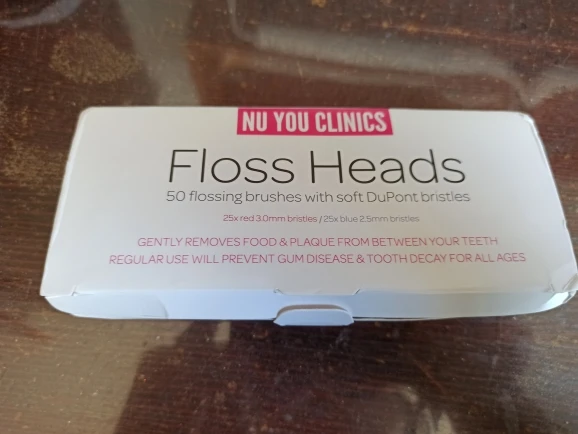 NU YOU CLINICS
Floss Heads
50 flossing brushes with soft DuPont bristles
25x red 3.0mm bristles / 25x blue 2.5mm bristles
GENTLY REMOVES FOOD & PLAQUE FROM BETWEEN YOUR TEETH
REGULAR USE WILL PREVENT GUM DISEASE & TOOTH DECAY FOR ALL AGES